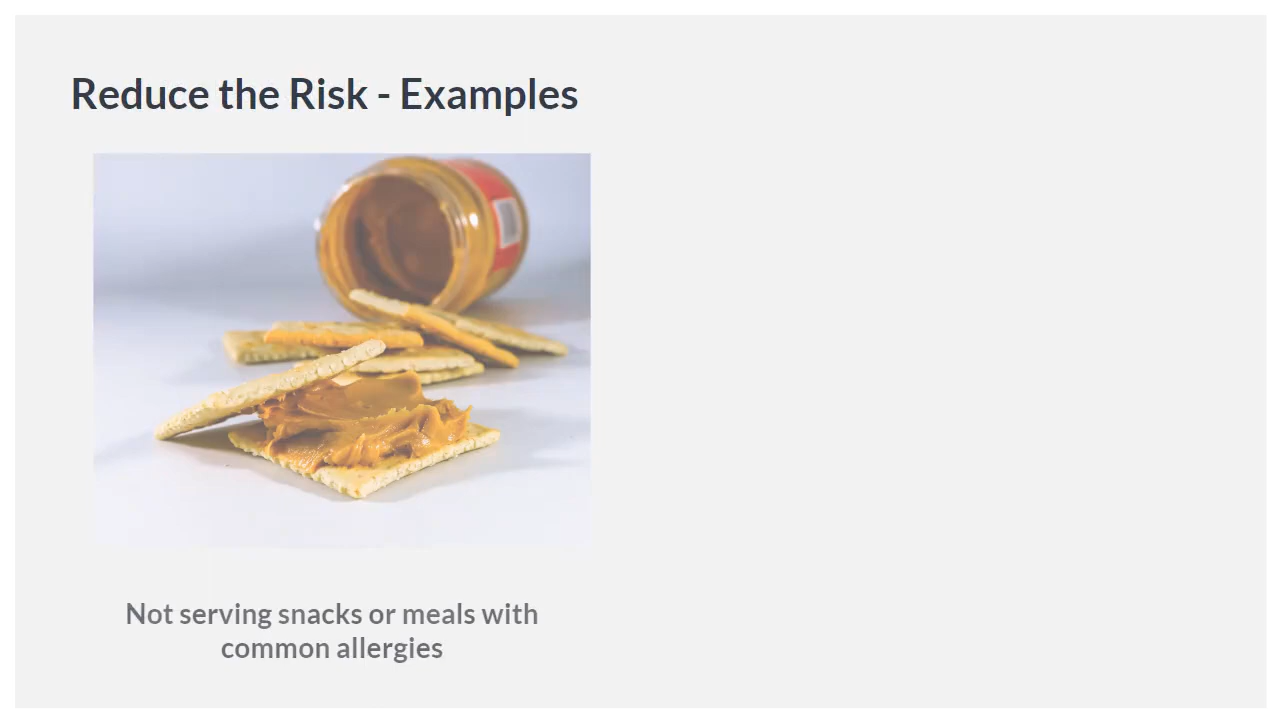 Reduce the Risk - Examples
Not serving snacks or meals with
common allergies